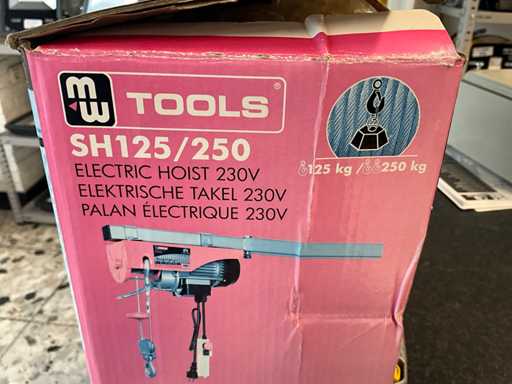 MW
TOOLS
SH125/250
ELECTRIC HOIST 230V
ELEKTRISCHE TAKEL 230V
PALAN ÉLECTRIQUE 230V
125 kg / 250 kg